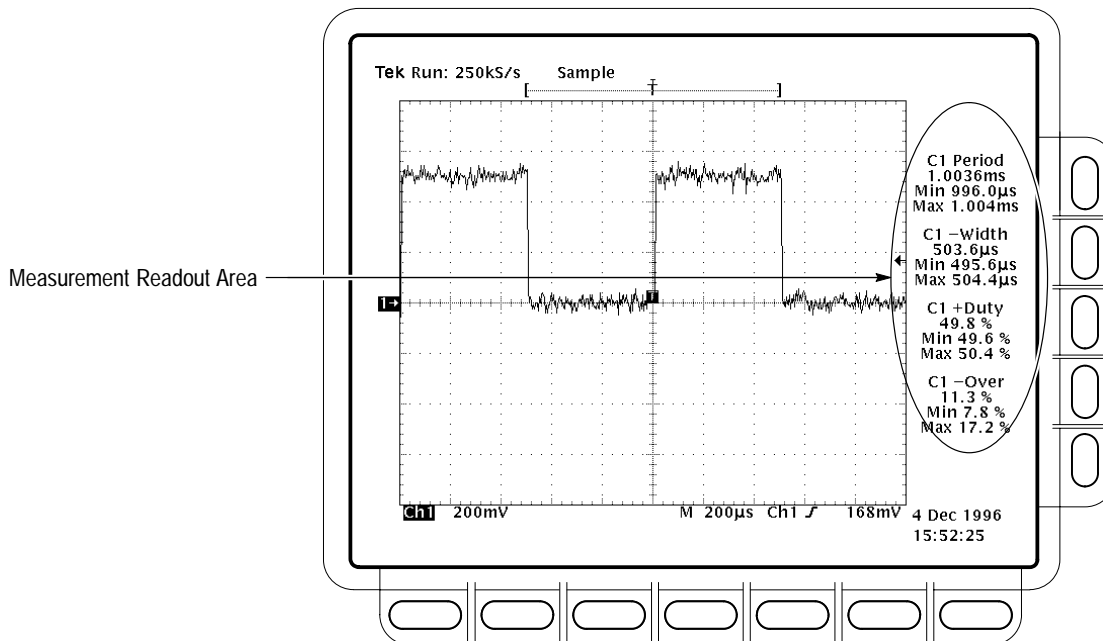 Tek Run: 250kS/s Sample
T
C1 Period
1.0036ms
Min 996.0µs
Max 1.004ms
C1 −Width
503.6µs
Min 495.6µs
Max 504.4µs
Measurement Readout Area
1
T
C1 +Duty
49.8 %
Min 49.6 %
Max 50.4 %
C1 −Over
11.3 %
Min 7.8 %
Max 17.2 %
Ch1 200mV M 200µs Ch1 168mV
4 Dec 1996
15:52:25